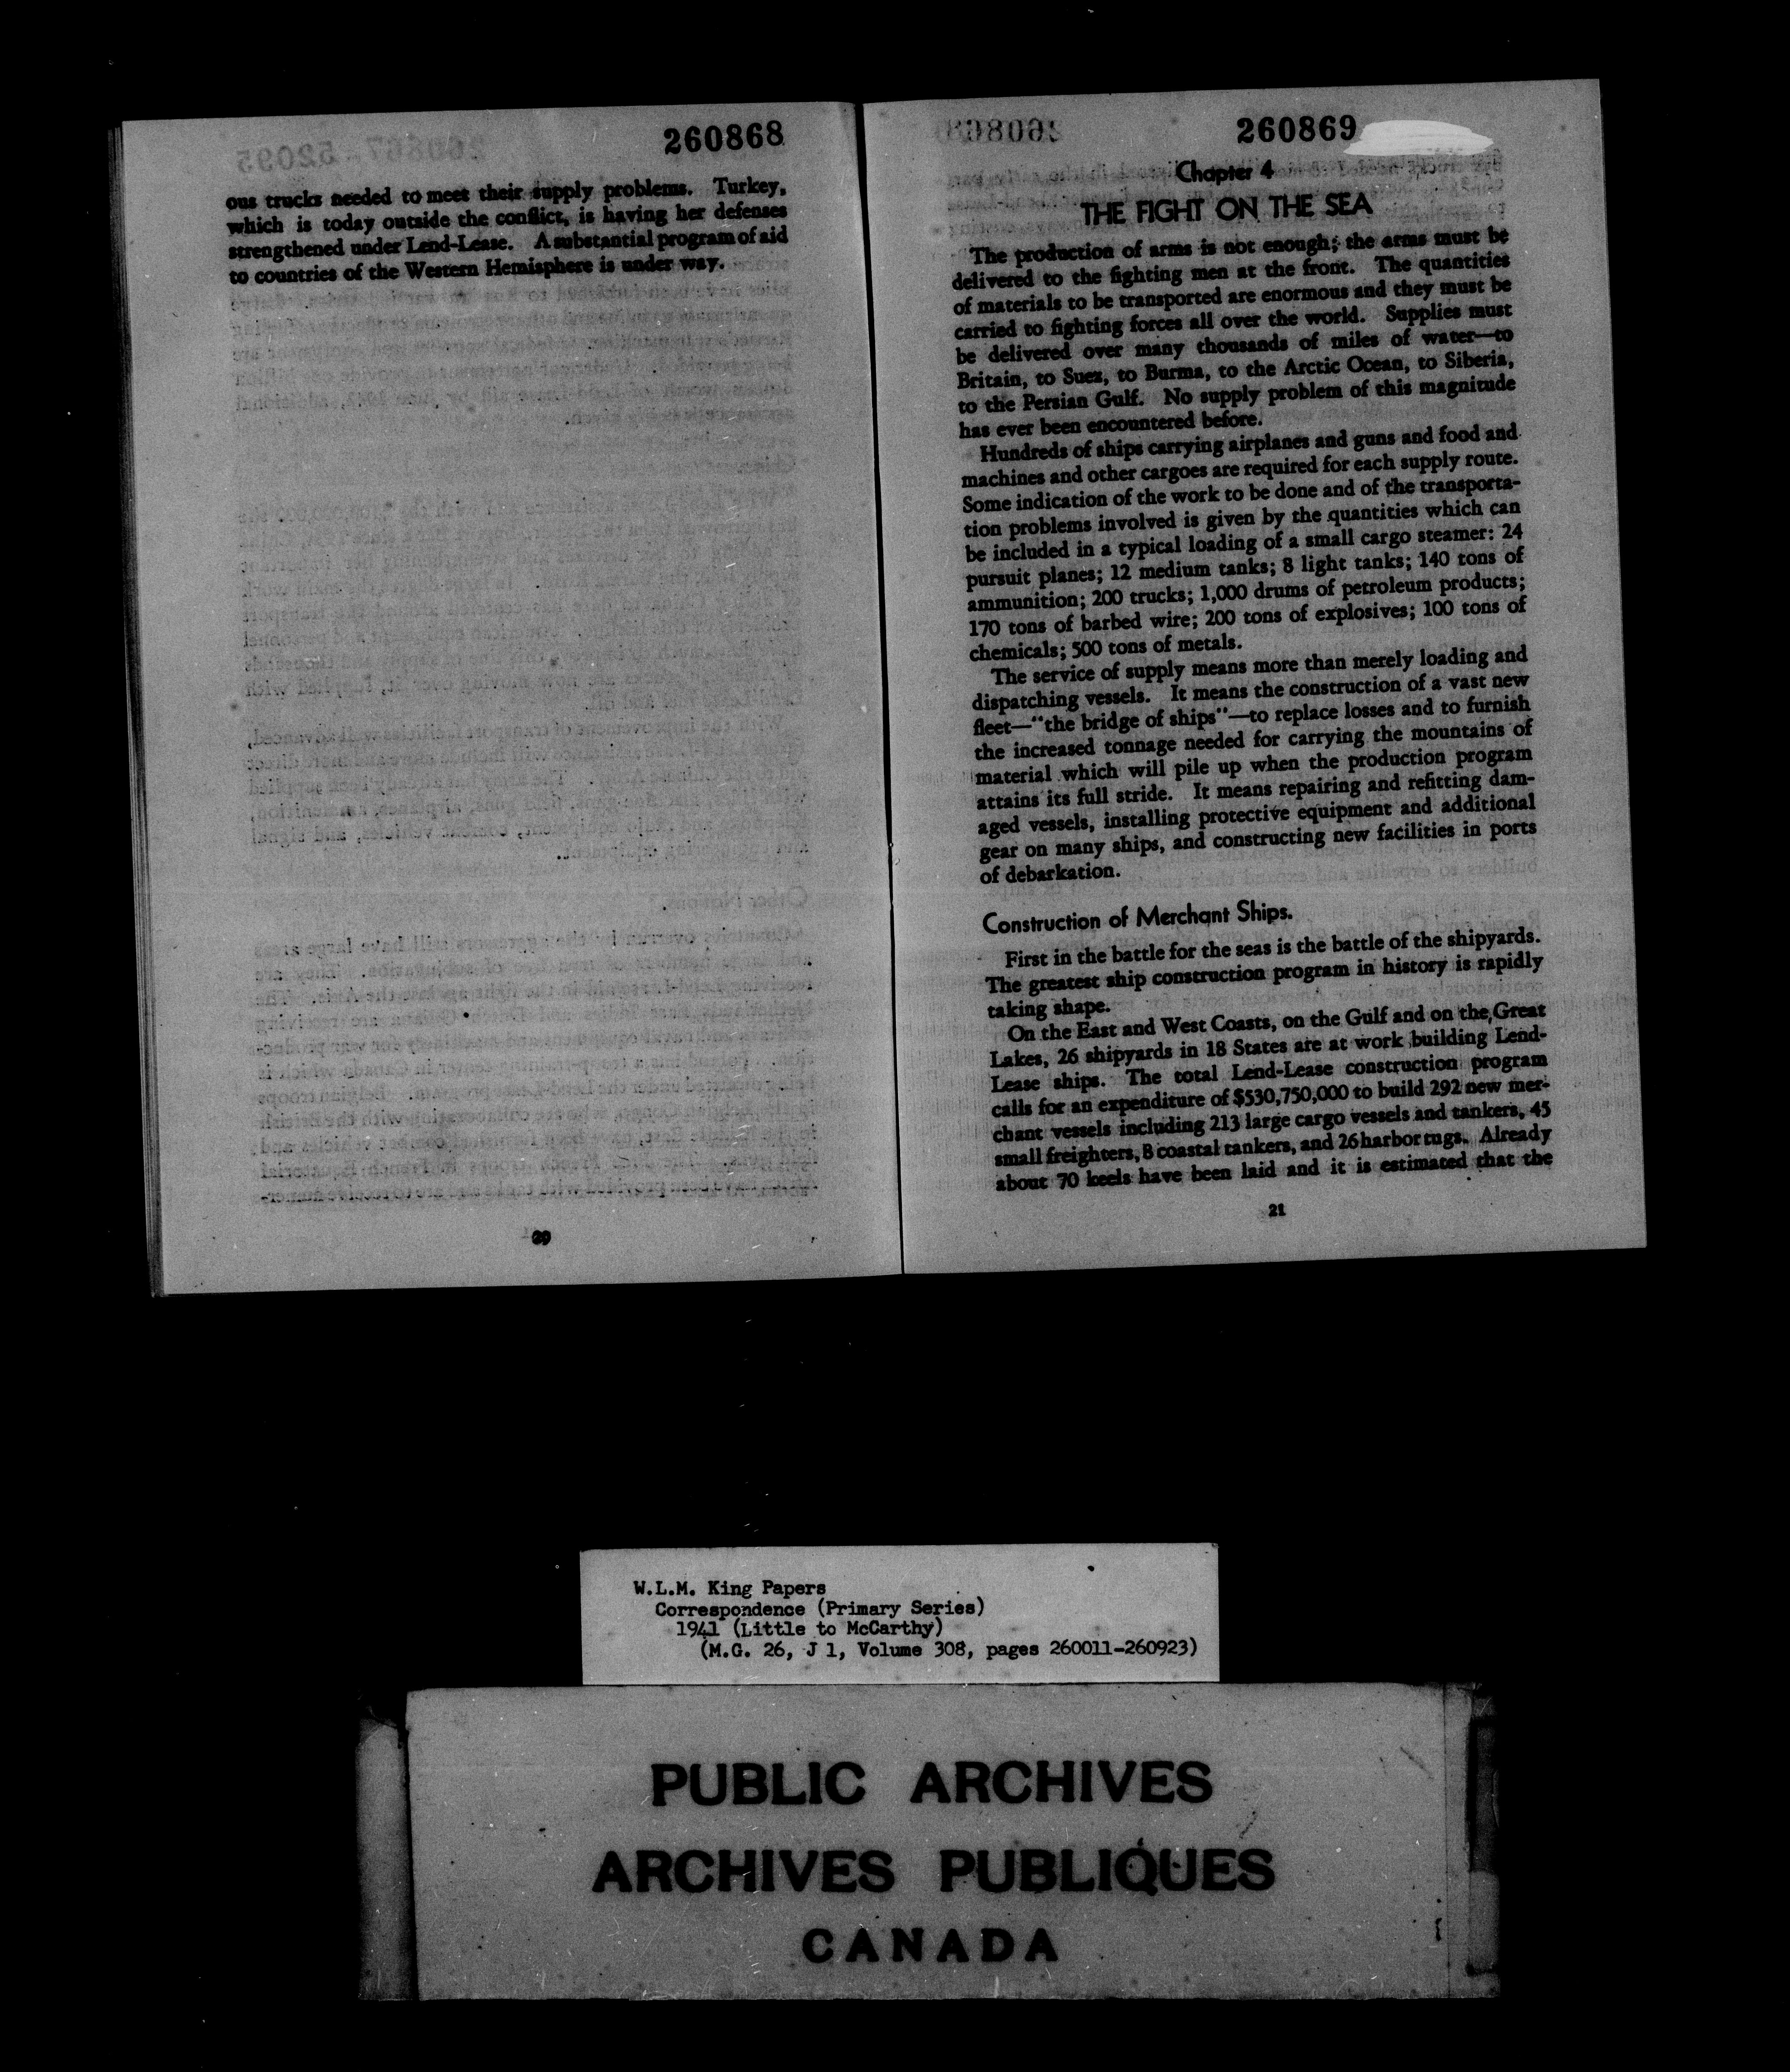 260868
ous trucks needed to meet their supply problems. Turkey,
which is today outside the conflict, is having her defenses
strengthened under Lend-Lease. A substantial program of aid
to countries of the Western Hemisphere is under way.
260869
Chapter 4
THE FIGHT ON THE SEA
The production of arms is not enough; the arms must be
delivered to the fighting men at the front. The quantities
of materials to be transported are enormous and they must be
carried to fighting forces all over the world. Supplies must
be delivered over many thousands of miles of water—to
Britain, to Suez, to Burma, to the Arctic Ocean, to Siberia,
to the Persian Gulf. No supply problem of this magnitude
has ever been encountered before.
Hundreds of ships carrying airplanes and guns and food and
machines and other cargoes are required for each supply route.
Some indication of the work to be done and of the transporta-
tion problems involved is given by the quantities which can
be included in a typical loading of a small cargo steamer: 24
pursuit planes; 12 medium tanks; 8 light tanks; 140 tons of
ammunition; 200 trucks; 1,000 drums of petroleum products;
170 tons of barbed wire; 200 tons of explosives; 100 tons of
chemicals; 500 tons of metals.
The service of supply means more than merely loading and
dispatching vessels. It means the construction of a vast new
fleet—"the bridge of ships"—to replace losses and to furnish
the increased tonnage needed for carrying the mountains of
material which will pile up when the production program
attains its full stride. It means repairing and refitting dam-
aged vessels, installing protective equipment and additional
gear on many ships, and constructing new facilities in ports
of debarkation.
Construction of Merchant Ships.
First in the battle for the seas is the battle of the shipyards.
The greatest ship construction program in history is rapidly
taking shape.
On the East and West Coasts, on the Gulf and on the Great
Lakes, 26 shipyards in 18 States are at work building Lend-
Lease ships. The total Lend-Lease construction program
calls for an expenditure of $530,750,000 to build 292 new mer-
chant vessels including 213 large cargo vessels and tankers, 45
small freighters, 8 coastal tankers, and 26 harbor tugs. Already
about 70 keels have been laid and it is estimated that the
21
W.L.M. King Papers
Correspondence (Primary Series)
1941 (Little to McCarthy)
(M.G. 26, J 1, Volume 308, pages 260011-260923)
PUBLIC ARCHIVES
ARCHIVES PUBLIQUES
CANADA